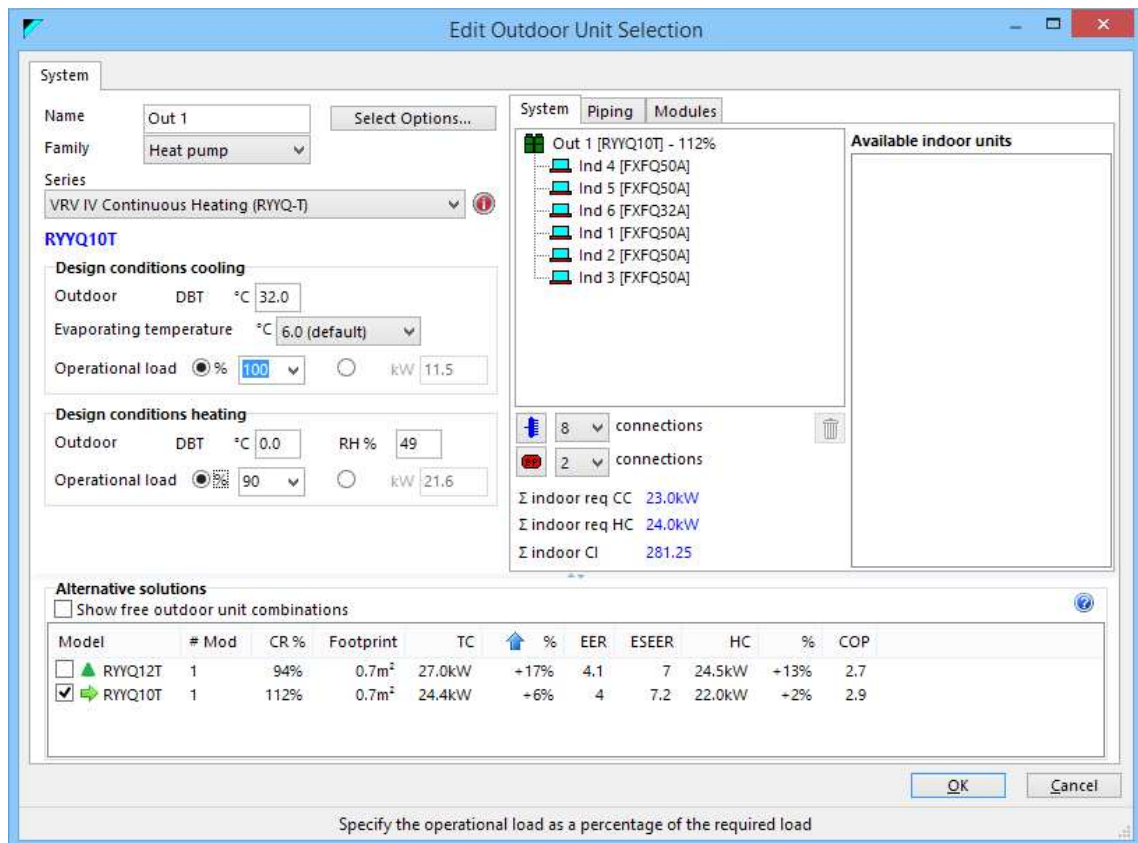 Edit Outdoor Unit Selection
System
Name Out 1 Select Options...
Family Heat pump
Series
VRV IV Continuous Heating (RYYQ-T)
RYYQ10T
Design conditions cooling
Outdoor DBT °C 32.0
Evaporating temperature °C 6.0 (default)
Operational load % 100 kW 11.5
Design conditions heating
Outdoor DBT °C 0.0 RH % 49
Operational load % 90 kW 21.6
System Piping Modules
Out 1 [RYYQ10T] - 112%
Ind 4 [FXFQ50A]
Ind 5 [FXFQ50A]
Ind 6 [FXFQ32A]
Ind 1 [FXFQ50A]
Ind 2 [FXFQ50A]
Ind 3 [FXFQ50A]
Available indoor units
8 connections
2 connections
Σ indoor req CC 23.0kW
Σ indoor req HC 24.0kW
Σ indoor CI 281.25
Alternative solutions
Show free outdoor unit combinations
Model # Mod CR % Footprint TC % EER ESEER HC % COP
RYYQ12T 1 94% 0.7m² 27.0kW +17% 4.1 7 24.5kW +13% 2.7
RYYQ10T 1 112% 0.7m² 24.4kW +6% 4 7.2 22.0kW +2% 2.9
OK Cancel
Specify the operational load as a percentage of the required load